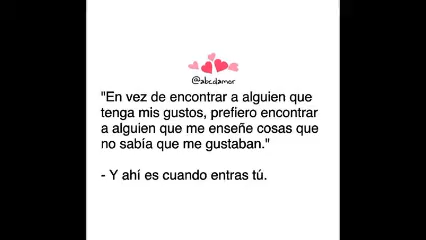 @abcdamor
"En vez de encontrar a alguien que
tenga mis gustos, prefiero encontrar
a alguien que me enseñe cosas que
no sabía que me gustaban."
- Y ahí es cuando entras tú.